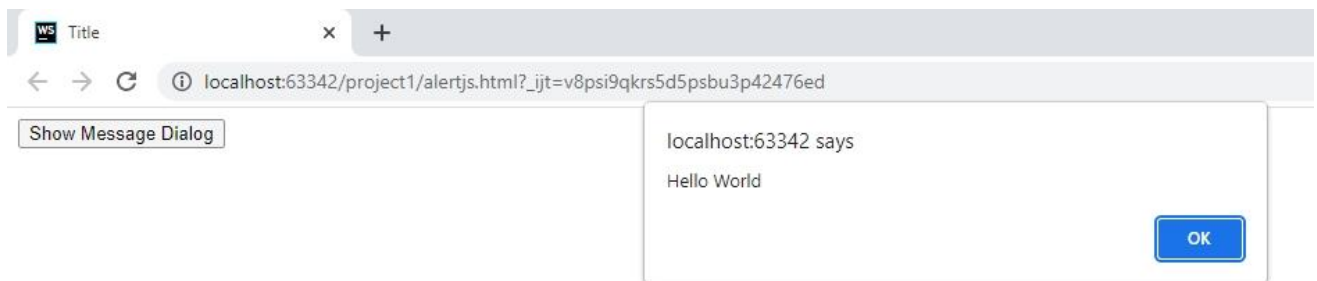 WS Title
localhost:63342/project1/alertjs.html?_ijt=v8psi9qkrs5d5psbu3p42476ed
Show Message Dialog
localhost:63342 says
Hello World
OK